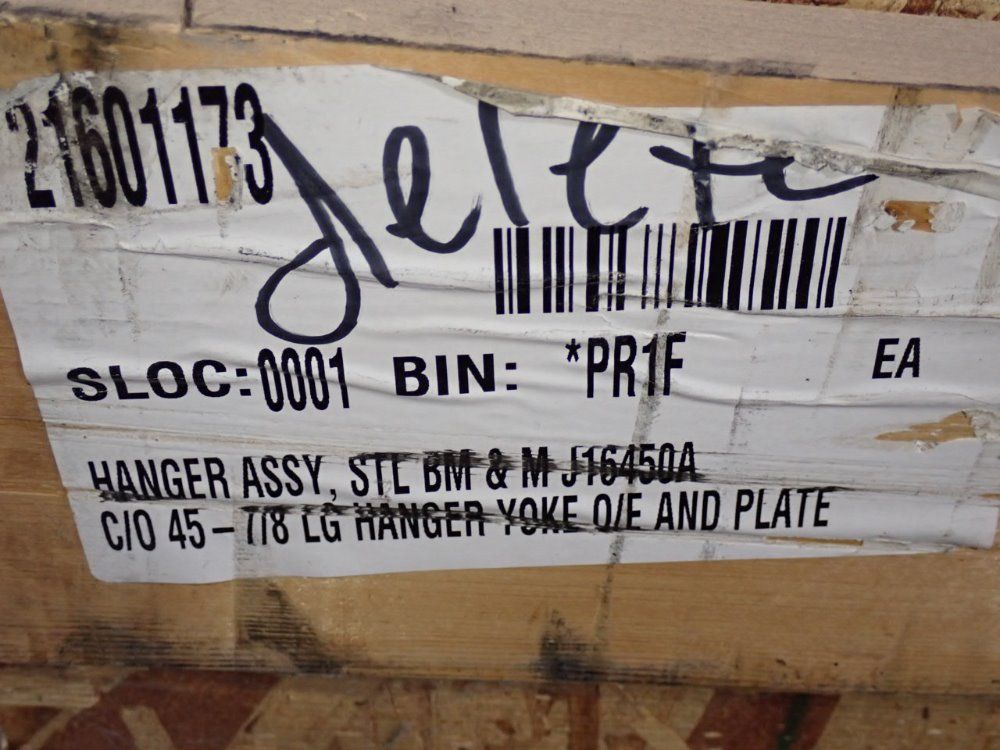 21601173
delete
SLOC: 0001 BIN: *PR1F EA
HANGER ASSY, STL BM & M J16450A
C/O 45-7/8 LG HANGER YOKE O/E AND PLATE